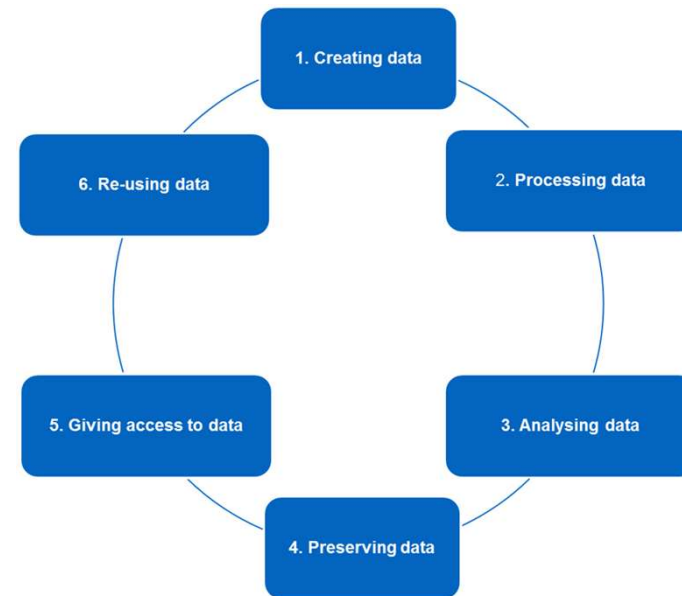 1. Creating data
2. Processing data
3. Analysing data
4. Preserving data
5. Giving access to data
6. Re-using data